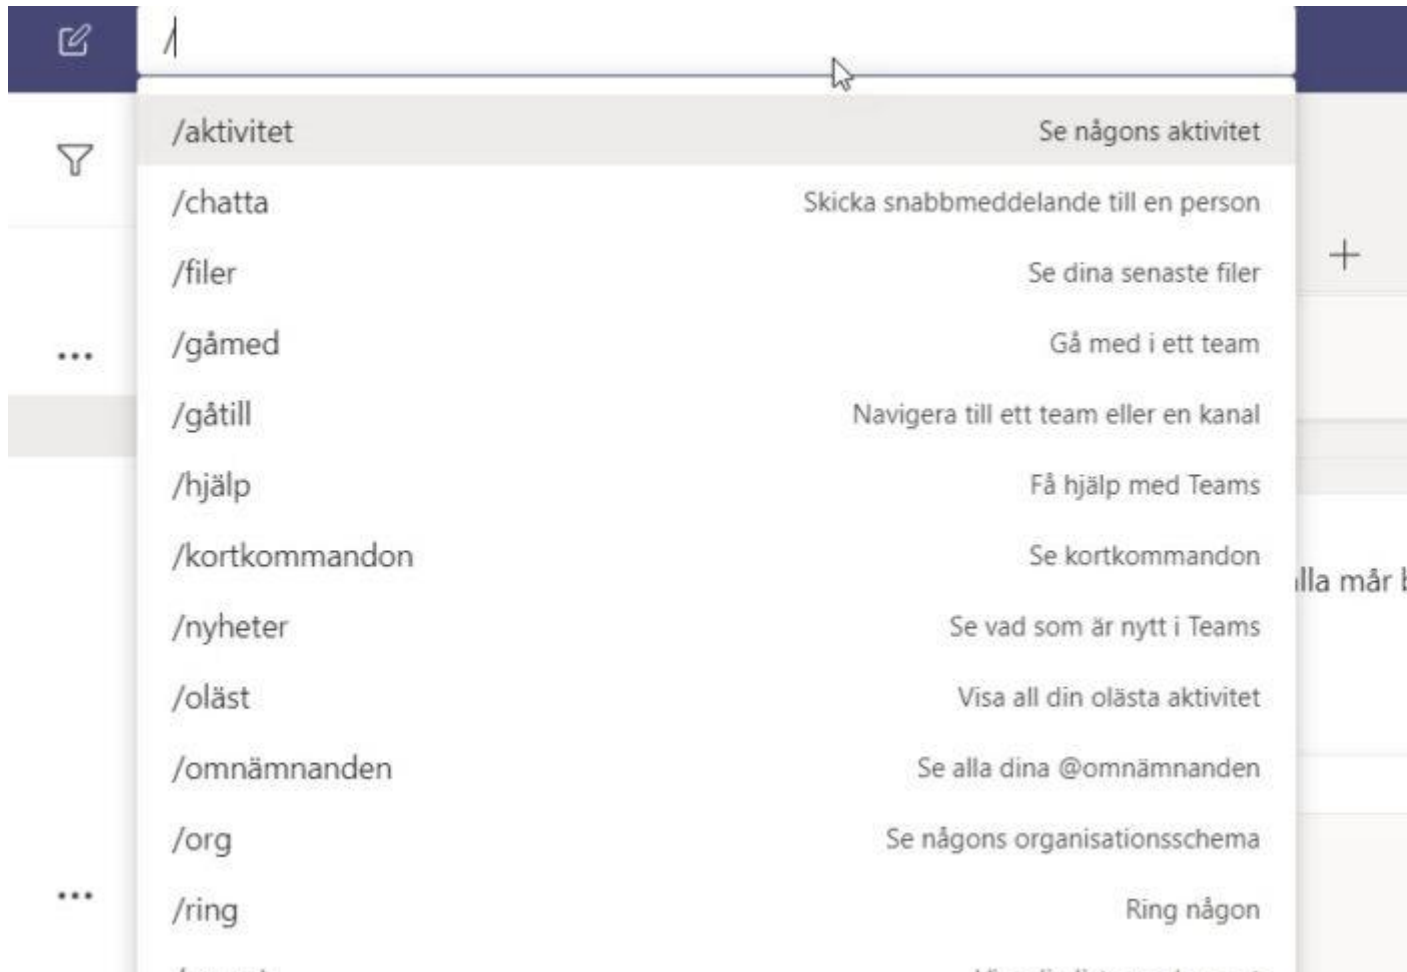 /
/aktivitet Se någons aktivitet
/chatta Skicka snabbmeddelande till en person
/filer Se dina senaste filer
/gåmed Gå med i ett team
/gåtill Navigera till ett team eller en kanal
/hjälp Få hjälp med Teams
/kortkommandon Se kortkommandon
alla mår
/nyheter Se vad som är nytt i Teams
/oläst Visa all din olästa aktivitet
/omnämnanden Se alla dina @omnämnanden
/org Se någons organisationsschema
/ring Ring någon